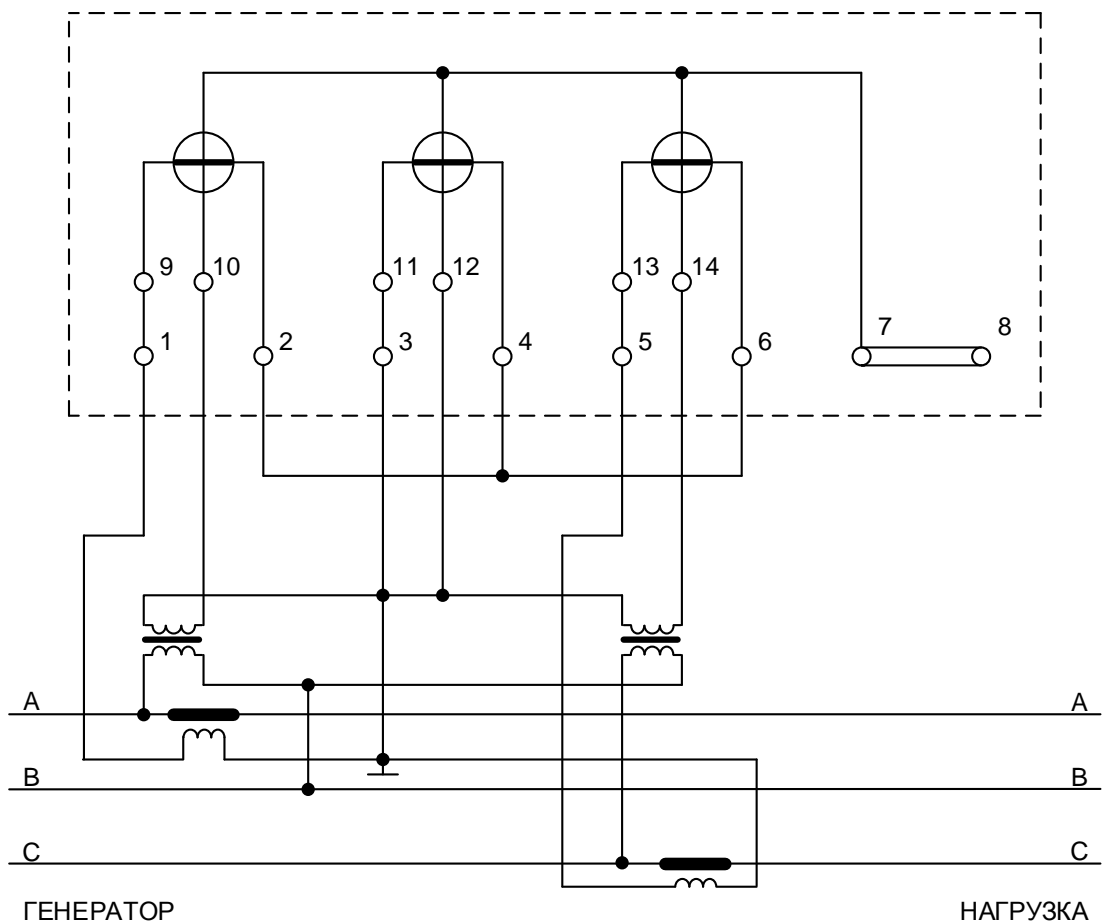 9 10 11 12 13 14
1 2 3 4 5 6 7 8
А А
В В
С С
ГЕНЕРАТОР НАГРУЗКА